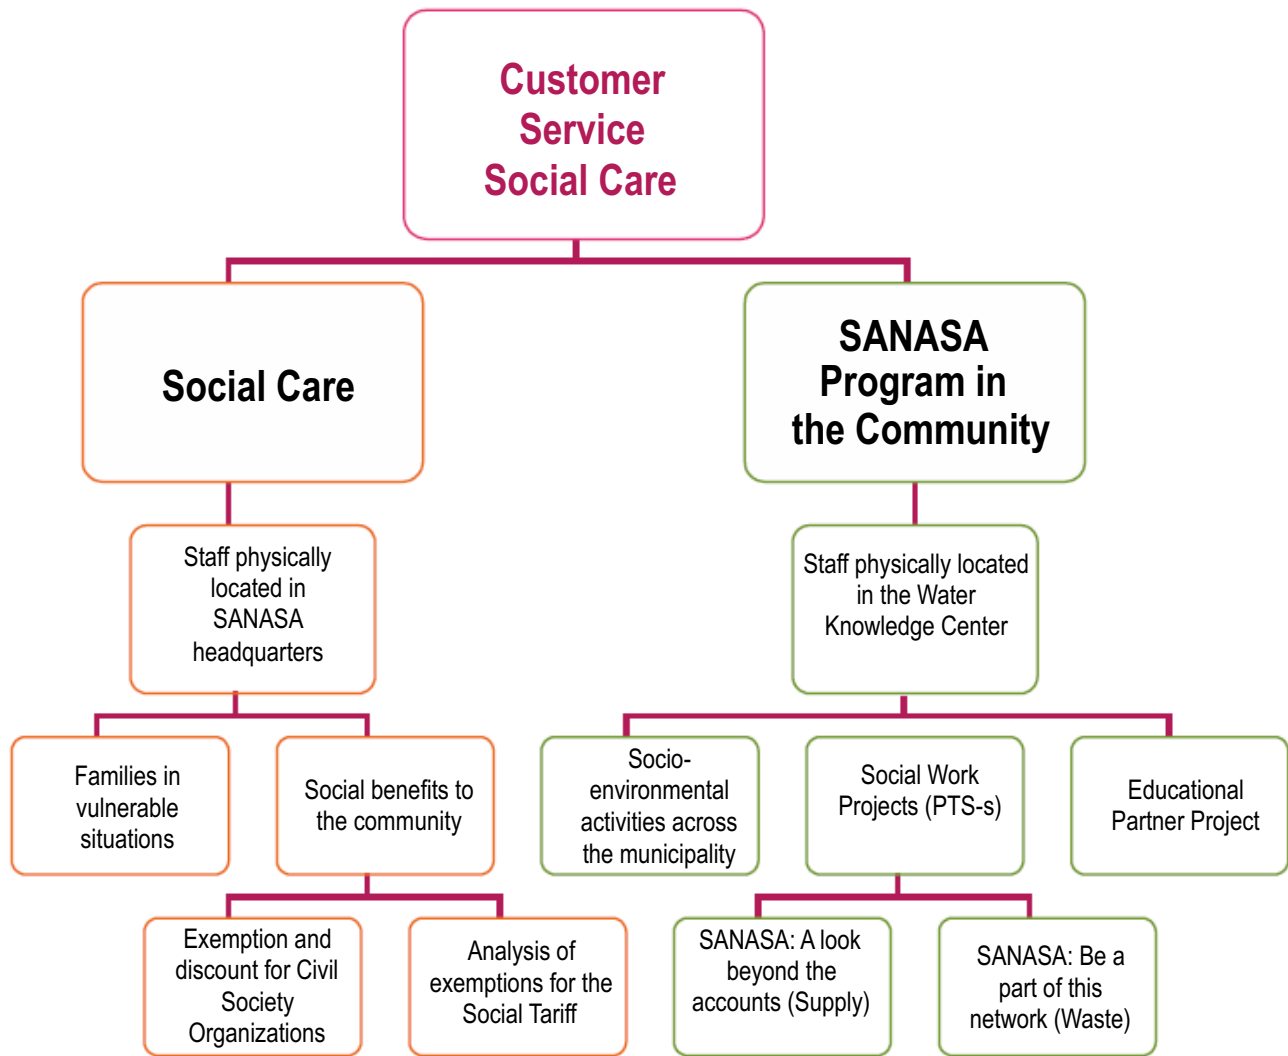 Customer
Service
Social Care
Social Care
SANASA
Program in
the Community
Staff physically
located in
SANASA
headquarters
Staff physically located
in the Water
Knowledge Center
Families in
vulnerable
situations
Social benefits to
the community
Socio-
environmental
activities across
the municipality
Social Work
Projects (PTS-s)
Educational
Partner Project
Exemption and
discount for Civil
Society
Organizations
Analysis of
exemptions for the
Social Tariff
SANASA: A look
beyond the
accounts (Supply)
SANASA: Be a
part of this
network (Waste)